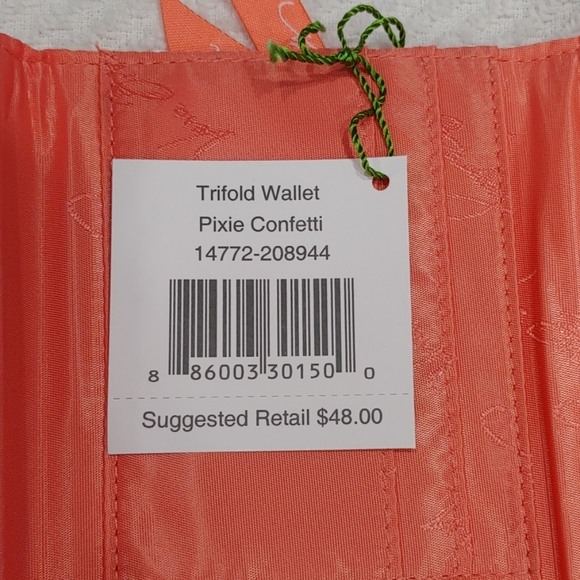 Trifold Wallet
Pixie Confetti
14772-208944
8 86003 30150 0
Suggested Retail $48.00